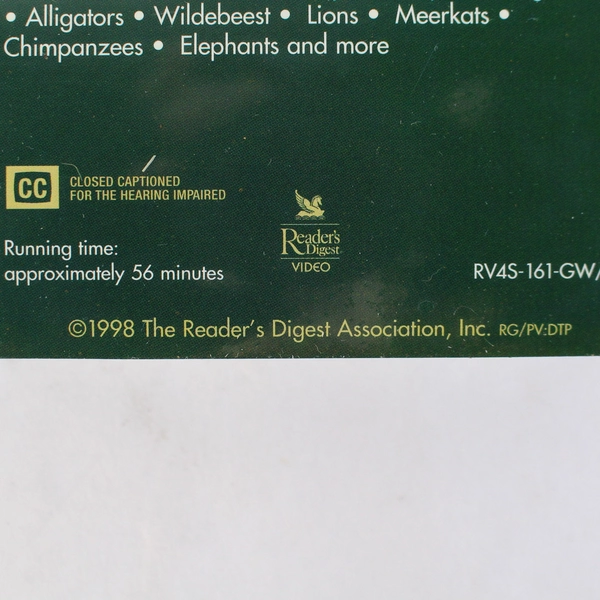 • Alligators • Wildebeest • Lions • Meerkats •
Chimpanzees • Elephants and more
CC
CLOSED CAPTIONED
FOR THE HEARING IMPAIRED
Reader's
Digest
VIDEO
Running time:
approximately 56 minutes
RV4S-161-GW/
©1998 The Reader's Digest Association, Inc. RG/PV:DTP